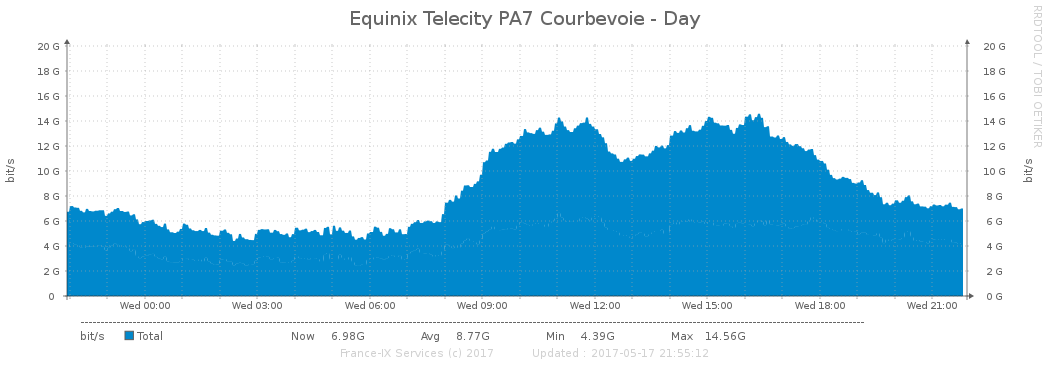 Equinix Telecity PA7 Courbevoie - Day
RRDTOOL / TOBI OETIKER
bit/s
20 G 20 G
18 G 18 G
16 G 16 G
14 G 14 G
12 G 12 G
10 G 10 G
8 G 8 G
6 G 6 G
4 G 4 G
2 G 2 G
0 0 G
bit/s
Wed 00:00 Wed 03:00 Wed 06:00 Wed 09:00 Wed 12:00 Wed 15:00 Wed 18:00 Wed 21:00
bit/s Total Now 6.98G Avg 8.77G Min 4.39G Max 14.56G
France-IX Services (c) 2017 Updated : 2017-05-17 21:55:12